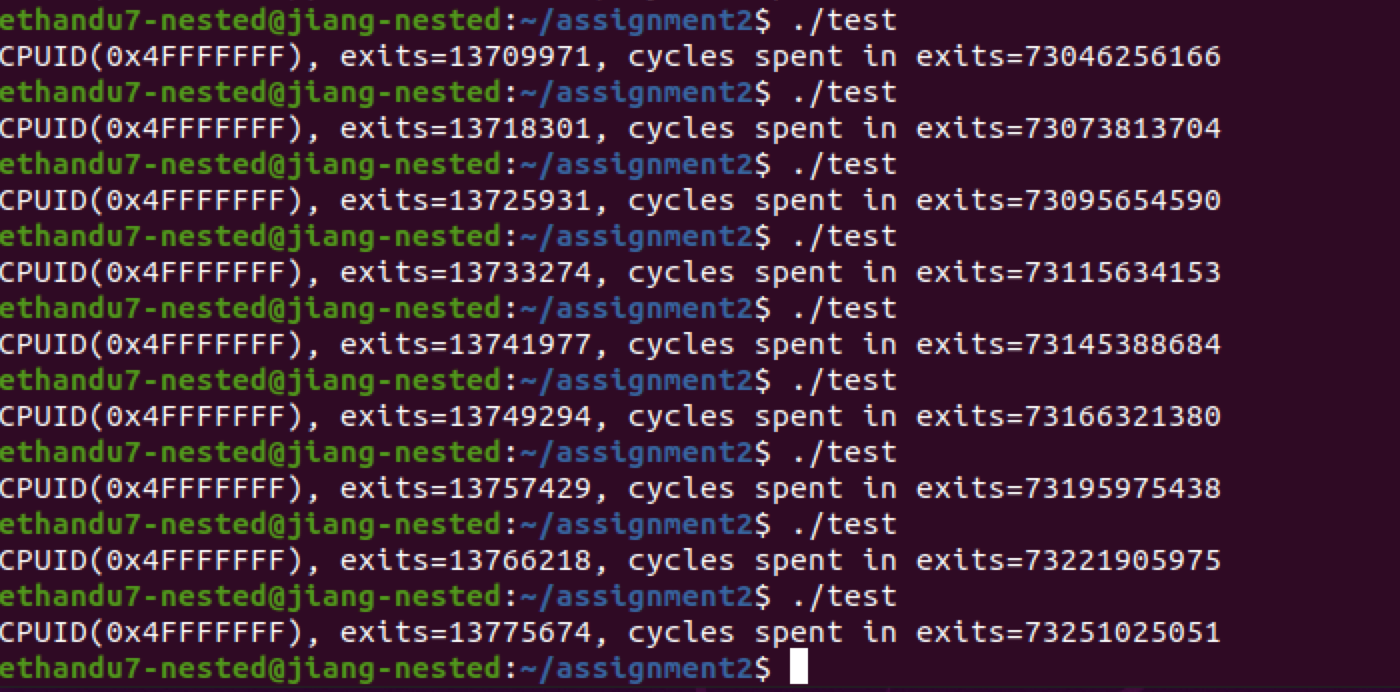 ethandu7-nested@jiang-nested:~/assignment2$ ./test
CPUID(0x4FFFFFFF), exits=13709971, cycles spent in exits=73046256166
ethandu7-nested@jiang-nested:~/assignment2$ ./test
CPUID(0x4FFFFFFF), exits=13718301, cycles spent in exits=73073813704
ethandu7-nested@jiang-nested:~/assignment2$ ./test
CPUID(0x4FFFFFFF), exits=13725931, cycles spent in exits=73095654590
ethandu7-nested@jiang-nested:~/assignment2$ ./test
CPUID(0x4FFFFFFF), exits=13733274, cycles spent in exits=73115634153
ethandu7-nested@jiang-nested:~/assignment2$ ./test
CPUID(0x4FFFFFFF), exits=13741977, cycles spent in exits=73145388684
ethandu7-nested@jiang-nested:~/assignment2$ ./test
CPUID(0x4FFFFFFF), exits=13749294, cycles spent in exits=73166321380
ethandu7-nested@jiang-nested:~/assignment2$ ./test
CPUID(0x4FFFFFFF), exits=13757429, cycles spent in exits=73195975438
ethandu7-nested@jiang-nested:~/assignment2$ ./test
CPUID(0x4FFFFFFF), exits=13766218, cycles spent in exits=73221905975
ethandu7-nested@jiang-nested:~/assignment2$ ./test
CPUID(0x4FFFFFFF), exits=13775674, cycles spent in exits=73251025051
ethandu7-nested@jiang-nested:~/assignment2$